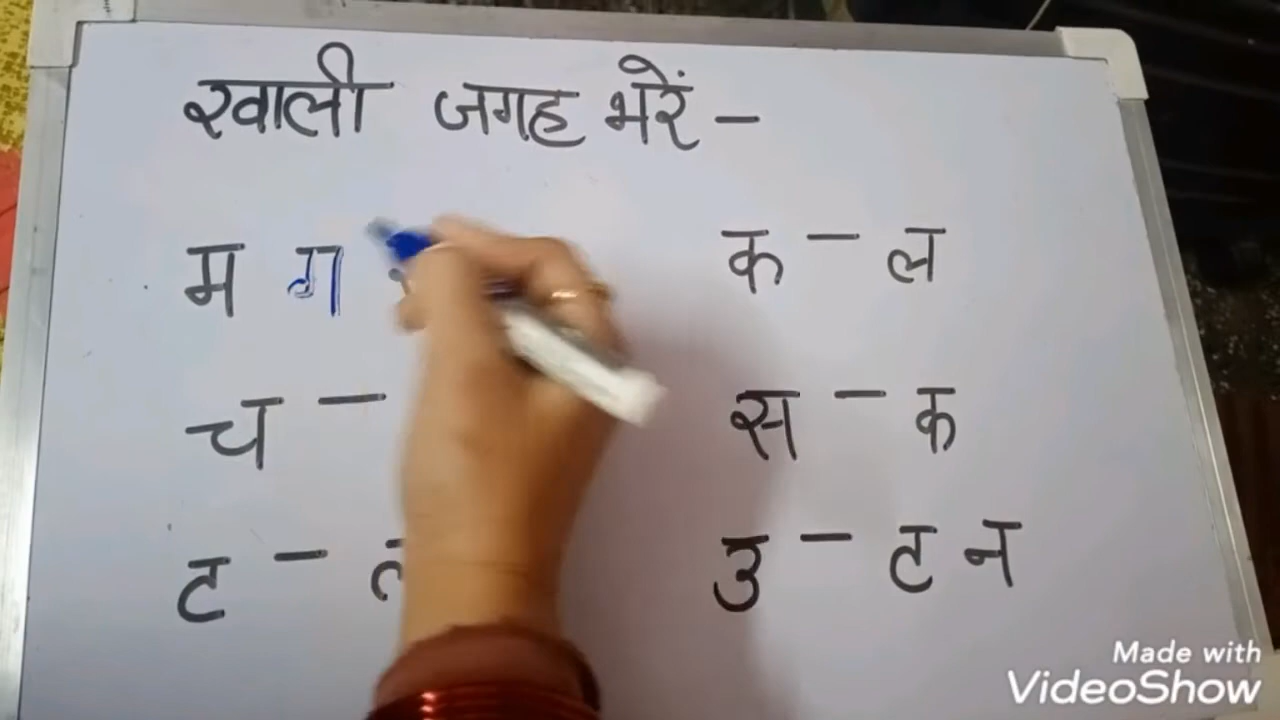 खाली जगह भरें -
म ग क - ल
च - स - क
ट - उ - ट न
Made with
VideoShow